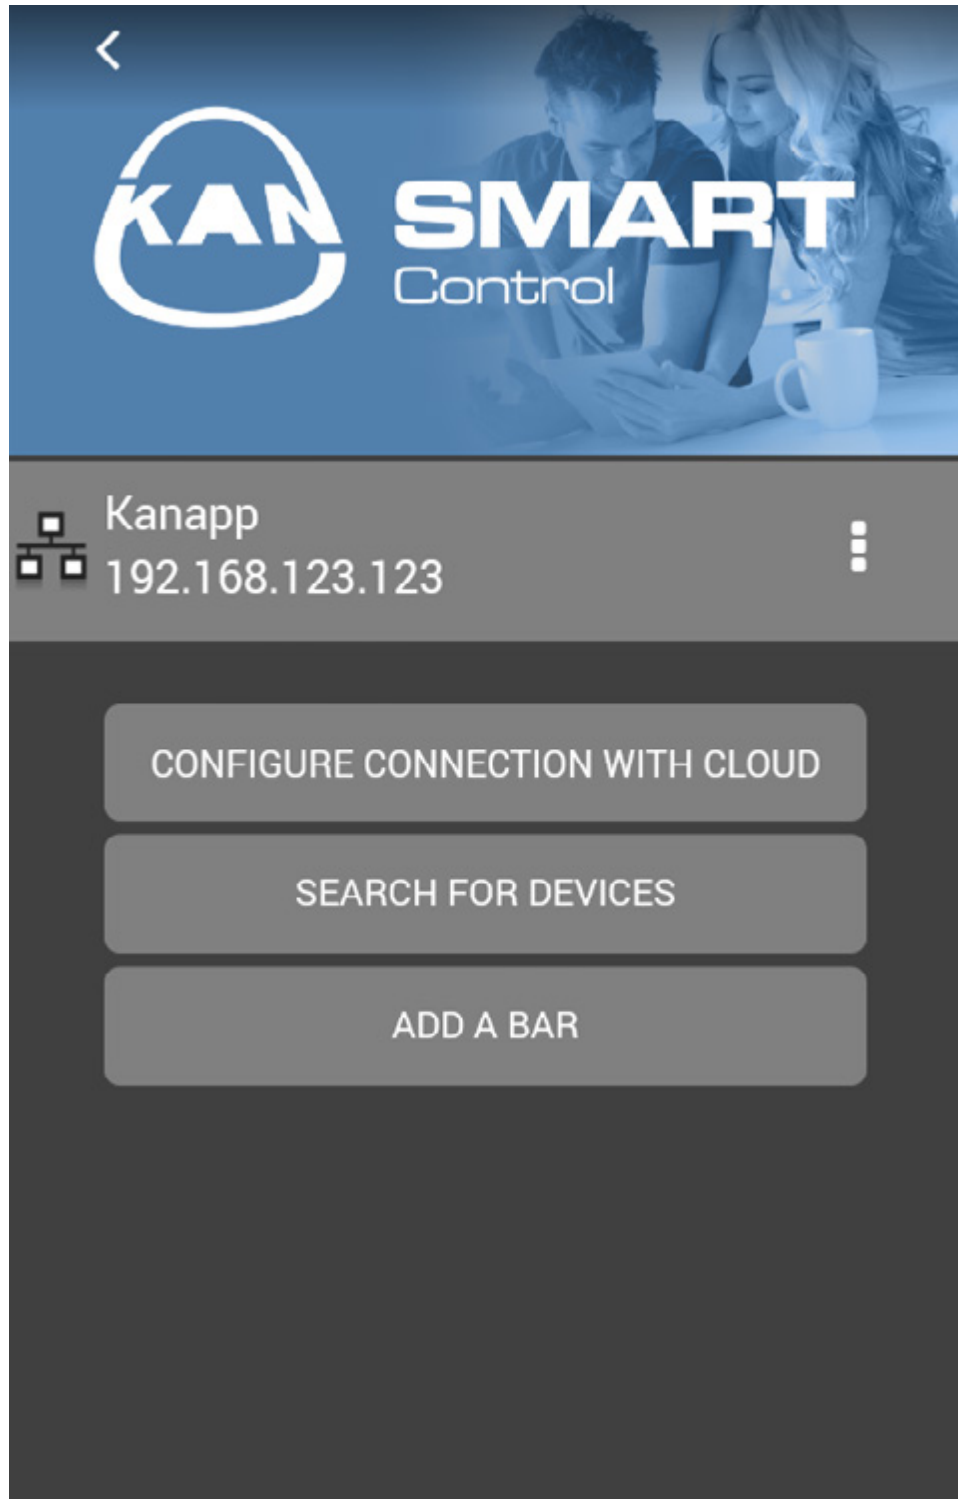 KAN
SMART
Control
Kanapp
192.168.123.123
CONFIGURE CONNECTION WITH CLOUD
SEARCH FOR DEVICES
ADD A BAR